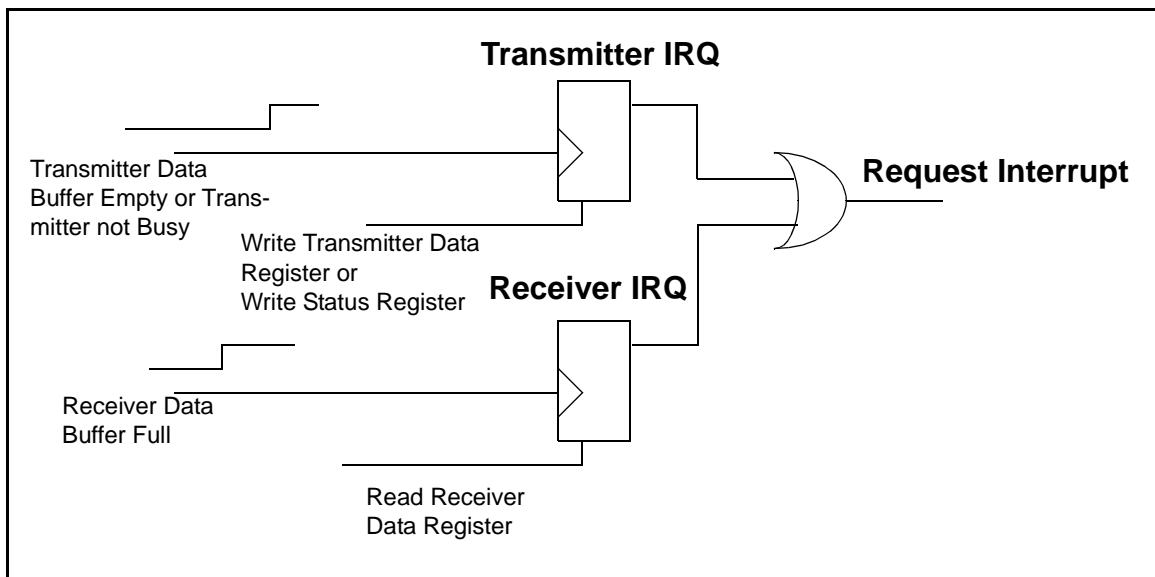 Transmitter IRQ
Transmitter Data
Buffer Empty or Trans-
mitter not Busy
Request Interrupt
Write Transmitter Data
Register or
Write Status Register
Receiver IRQ
Receiver Data
Buffer Full
Read Receiver
Data Register